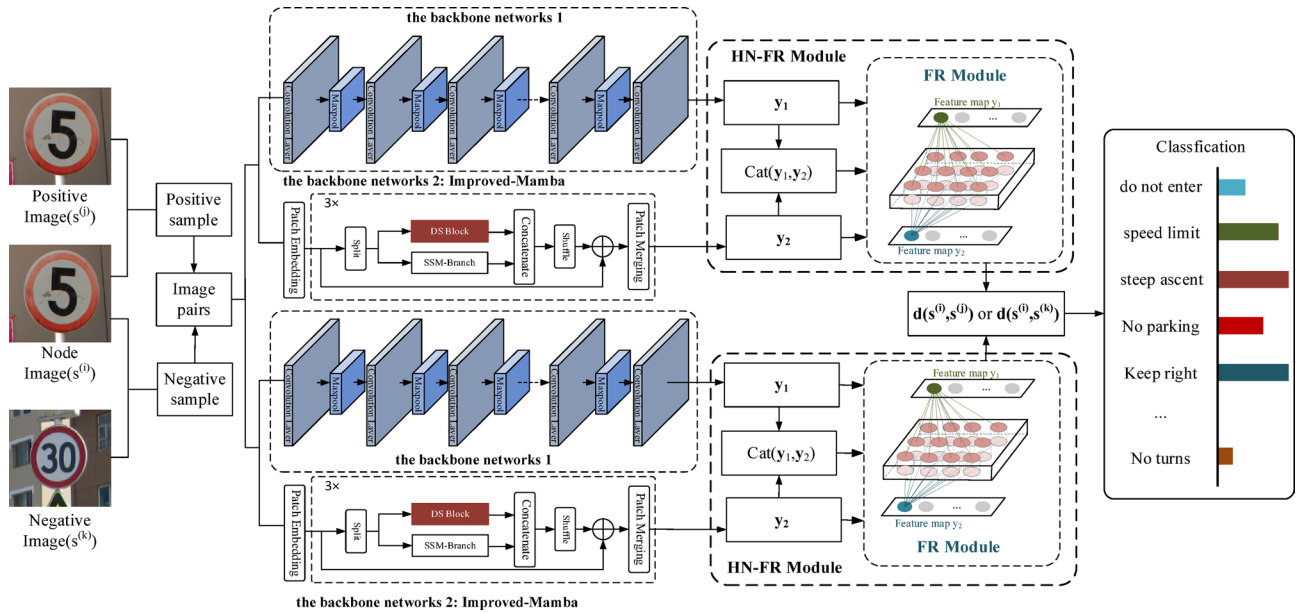 5
Positive
Image(s(j))
5
Node
Image(s(i))
30
Negative
Image(s(k))
Positive
sample
Image
pairs
Negative
sample
the backbone networks 1
Convolution Layer
Maxpool
Convolution Layer
Maxpool
Convolution Layer
Maxpool
Convolution Layer
Maxpool
Convolution Layer
the backbone networks 2: Improved-Mamba
Patch Embedding
3×
Split
DS Block
SSM-Branch
Concatenate
Shuffle
Patch Merging
Convolution Layer
Maxpool
Convolution Layer
Maxpool
Convolution Layer
Maxpool
Convolution Layer
Maxpool
Convolution Layer
the backbone networks 1
Patch Embedding
3×
Split
DS Block
SSM-Branch
Concatenate
Shuffle
Patch Merging
the backbone networks 2: Improved-Mamba
HN-FR Module
y1
Cat(y1,y2)
y2
FR Module
Feature map y1
...
...
Feature map y2
d(s(i),s(j)) or d(s(i),s(k))
y1
Cat(y1,y2)
y2
Feature map y1
...
...
Feature map y2
FR Module
HN-FR Module
Classfication
do not enter
speed limit
steep ascent
No parking
Keep right
...
No turns